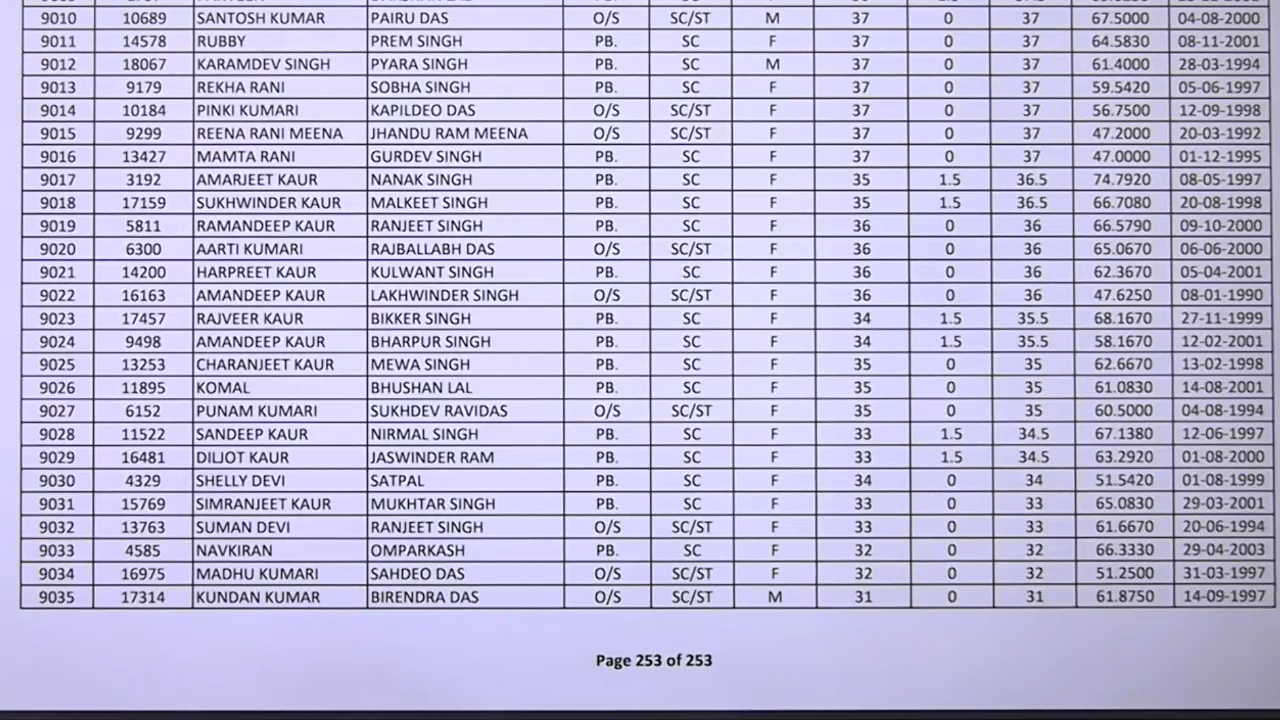 9010 10689 SANTOSH KUMAR PAIRU DAS O/S SC/ST M 37 0 37 67.5000 04-08-2000
9011 14578 RUBBY PREM SINGH PB. SC F 37 0 37 64.5830 08-11-2001
9012 18067 KARAMDEV SINGH PYARA SINGH PB. SC M 37 0 37 61.4000 28-03-1994
9013 9179 REKHA RANI SOBHA SINGH PB. SC F 37 0 37 59.5420 05-06-1997
9014 10184 PINKI KUMARI KAPILDEO DAS O/S SC/ST F 37 0 37 56.7500 12-09-1998
9015 9299 REENA RANI MEENA JHANDU RAM MEENA O/S SC/ST F 37 0 37 47.2000 20-03-1992
9016 13427 MAMTA RANI GURDEV SINGH PB. SC F 37 0 37 47.0000 01-12-1995
9017 3192 AMARJEET KAUR NANAK SINGH PB. SC F 35 1.5 36.5 74.7920 08-05-1997
9018 17159 SUKHWINDER KAUR MALKEET SINGH PB. SC F 35 1.5 36.5 66.7080 20-08-1998
9019 5811 RAMANDEEP KAUR RANJEET SINGH PB. SC F 36 0 36 66.5790 09-10-2000
9020 6300 AARTI KUMARI RAJBALLABH DAS O/S SC/ST F 36 0 36 65.0670 06-06-2000
9021 14200 HARPREET KAUR KULWANT SINGH PB. SC F 36 0 36 62.3670 05-04-2001
9022 16163 AMANDEEP KAUR LAKHWINDER SINGH O/S SC/ST F 36 0 36 47.6250 08-01-1990
9023 17457 RAJVEER KAUR BIKKER SINGH PB. SC F 34 1.5 35.5 68.1670 27-11-1999
9024 9498 AMANDEEP KAUR BHARPUR SINGH PB. SC F 34 1.5 35.5 58.1670 12-02-2001
9025 13253 CHARANJEET KAUR MEWA SINGH PB. SC F 35 0 35 62.6670 13-02-1998
9026 11895 KOMAL BHUSHAN LAL PB. SC F 35 0 35 61.0830 14-08-2001
9027 6152 PUNAM KUMARI SUKHDEV RAVIDAS O/S SC/ST F 35 0 35 60.5000 04-08-1994
9028 11522 SANDEEP KAUR NIRMAL SINGH PB. SC F 33 1.5 34.5 67.1380 12-06-1997
9029 16481 DILJOT KAUR JASWINDER RAM PB. SC F 33 1.5 34.5 63.2920 01-08-2000
9030 4329 SHELLY DEVI SATPAL PB. SC F 34 0 34 51.5420 01-08-1999
9031 15769 SIMRANJEET KAUR MUKHTAR SINGH PB. SC F 33 0 33 65.0830 29-03-2001
9032 13763 SUMAN DEVI RANJEET SINGH O/S SC/ST F 33 0 33 61.6670 20-06-1994
9033 4585 NAVKIRAN OMPARKASH PB. SC F 32 0 32 66.3330 29-04-2003
9034 16975 MADHU KUMARI SAHDEO DAS O/S SC/ST F 32 0 32 51.2500 31-03-1997
9035 17314 KUNDAN KUMAR BIRENDRA DAS O/S SC/ST M 31 0 31 61.8750 14-09-1997
Page 253 of 253